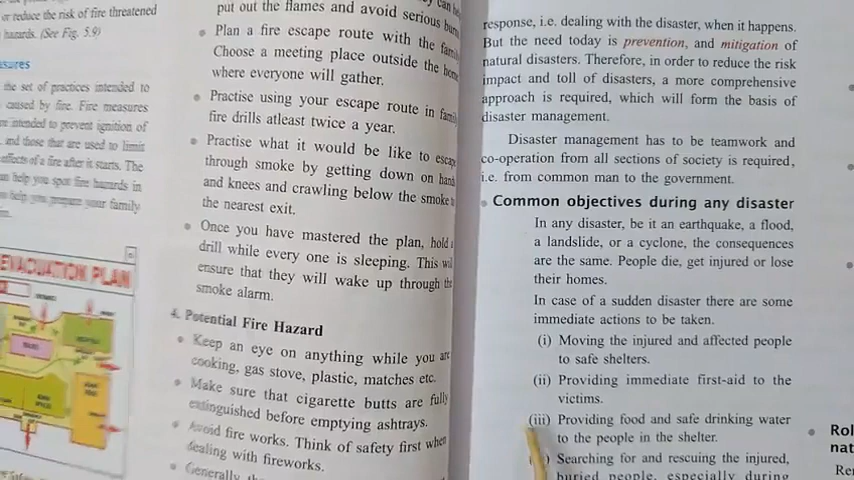 or reduce the risk of fire threatened
hazards. (See Fig. 5.9)
the set of practices intended to
caused by fire. Fire measures
intended to prevent ignition of
and those that are used to limit
effects of a fire after it starts. The
help you spot fire hazards in
help you prepare your family
EVACUATION PLAN
put out the flames and avoid serious
Plan a fire escape route with the
Choose a meeting place outside the
where everyone will gather.
Practise using your escape route in
fire drills atleast twice a year.
Practise what it would be like to escape
through smoke by getting down on
and knees and crawling below the smoke
the nearest exit.
Once you have mastered the plan, hold
drill while every one is sleeping. This
ensure that they will wake up through the
smoke alarm.
4. Potential Fire Hazard
Keep an eye on anything while you
cooking, gas stove, plastic, matches etc.
Make sure that cigarette butts are fully
extinguished before emptying ashtrays.
Avoid fire works. Think of safety first when
dealing with fireworks.
Generally
response, i.e. dealing with the disaster, when it happens.
But the need today is prevention, and mitigation of
natural disasters. Therefore, in order to reduce the risk
impact and toll of disasters, a more comprehensive
approach is required, which will form the basis of
disaster management.
Disaster management has to be teamwork and
co-operation from all sections of society is required,
i.e. from common man to the government.
Common objectives during any disaster
In any disaster, be it an earthquake, a flood,
a landslide, or a cyclone, the consequences
are the same. People die, get injured or lose
their homes.
In case of a sudden disaster there are some
immediate actions to be taken.
(i) Moving the injured and affected people
to safe shelters.
(ii) Providing immediate first-aid to the
victims.
(iii) Providing food and safe drinking water
to the people in the shelter.
Searching for and rescuing the injured,
buried people, especially during